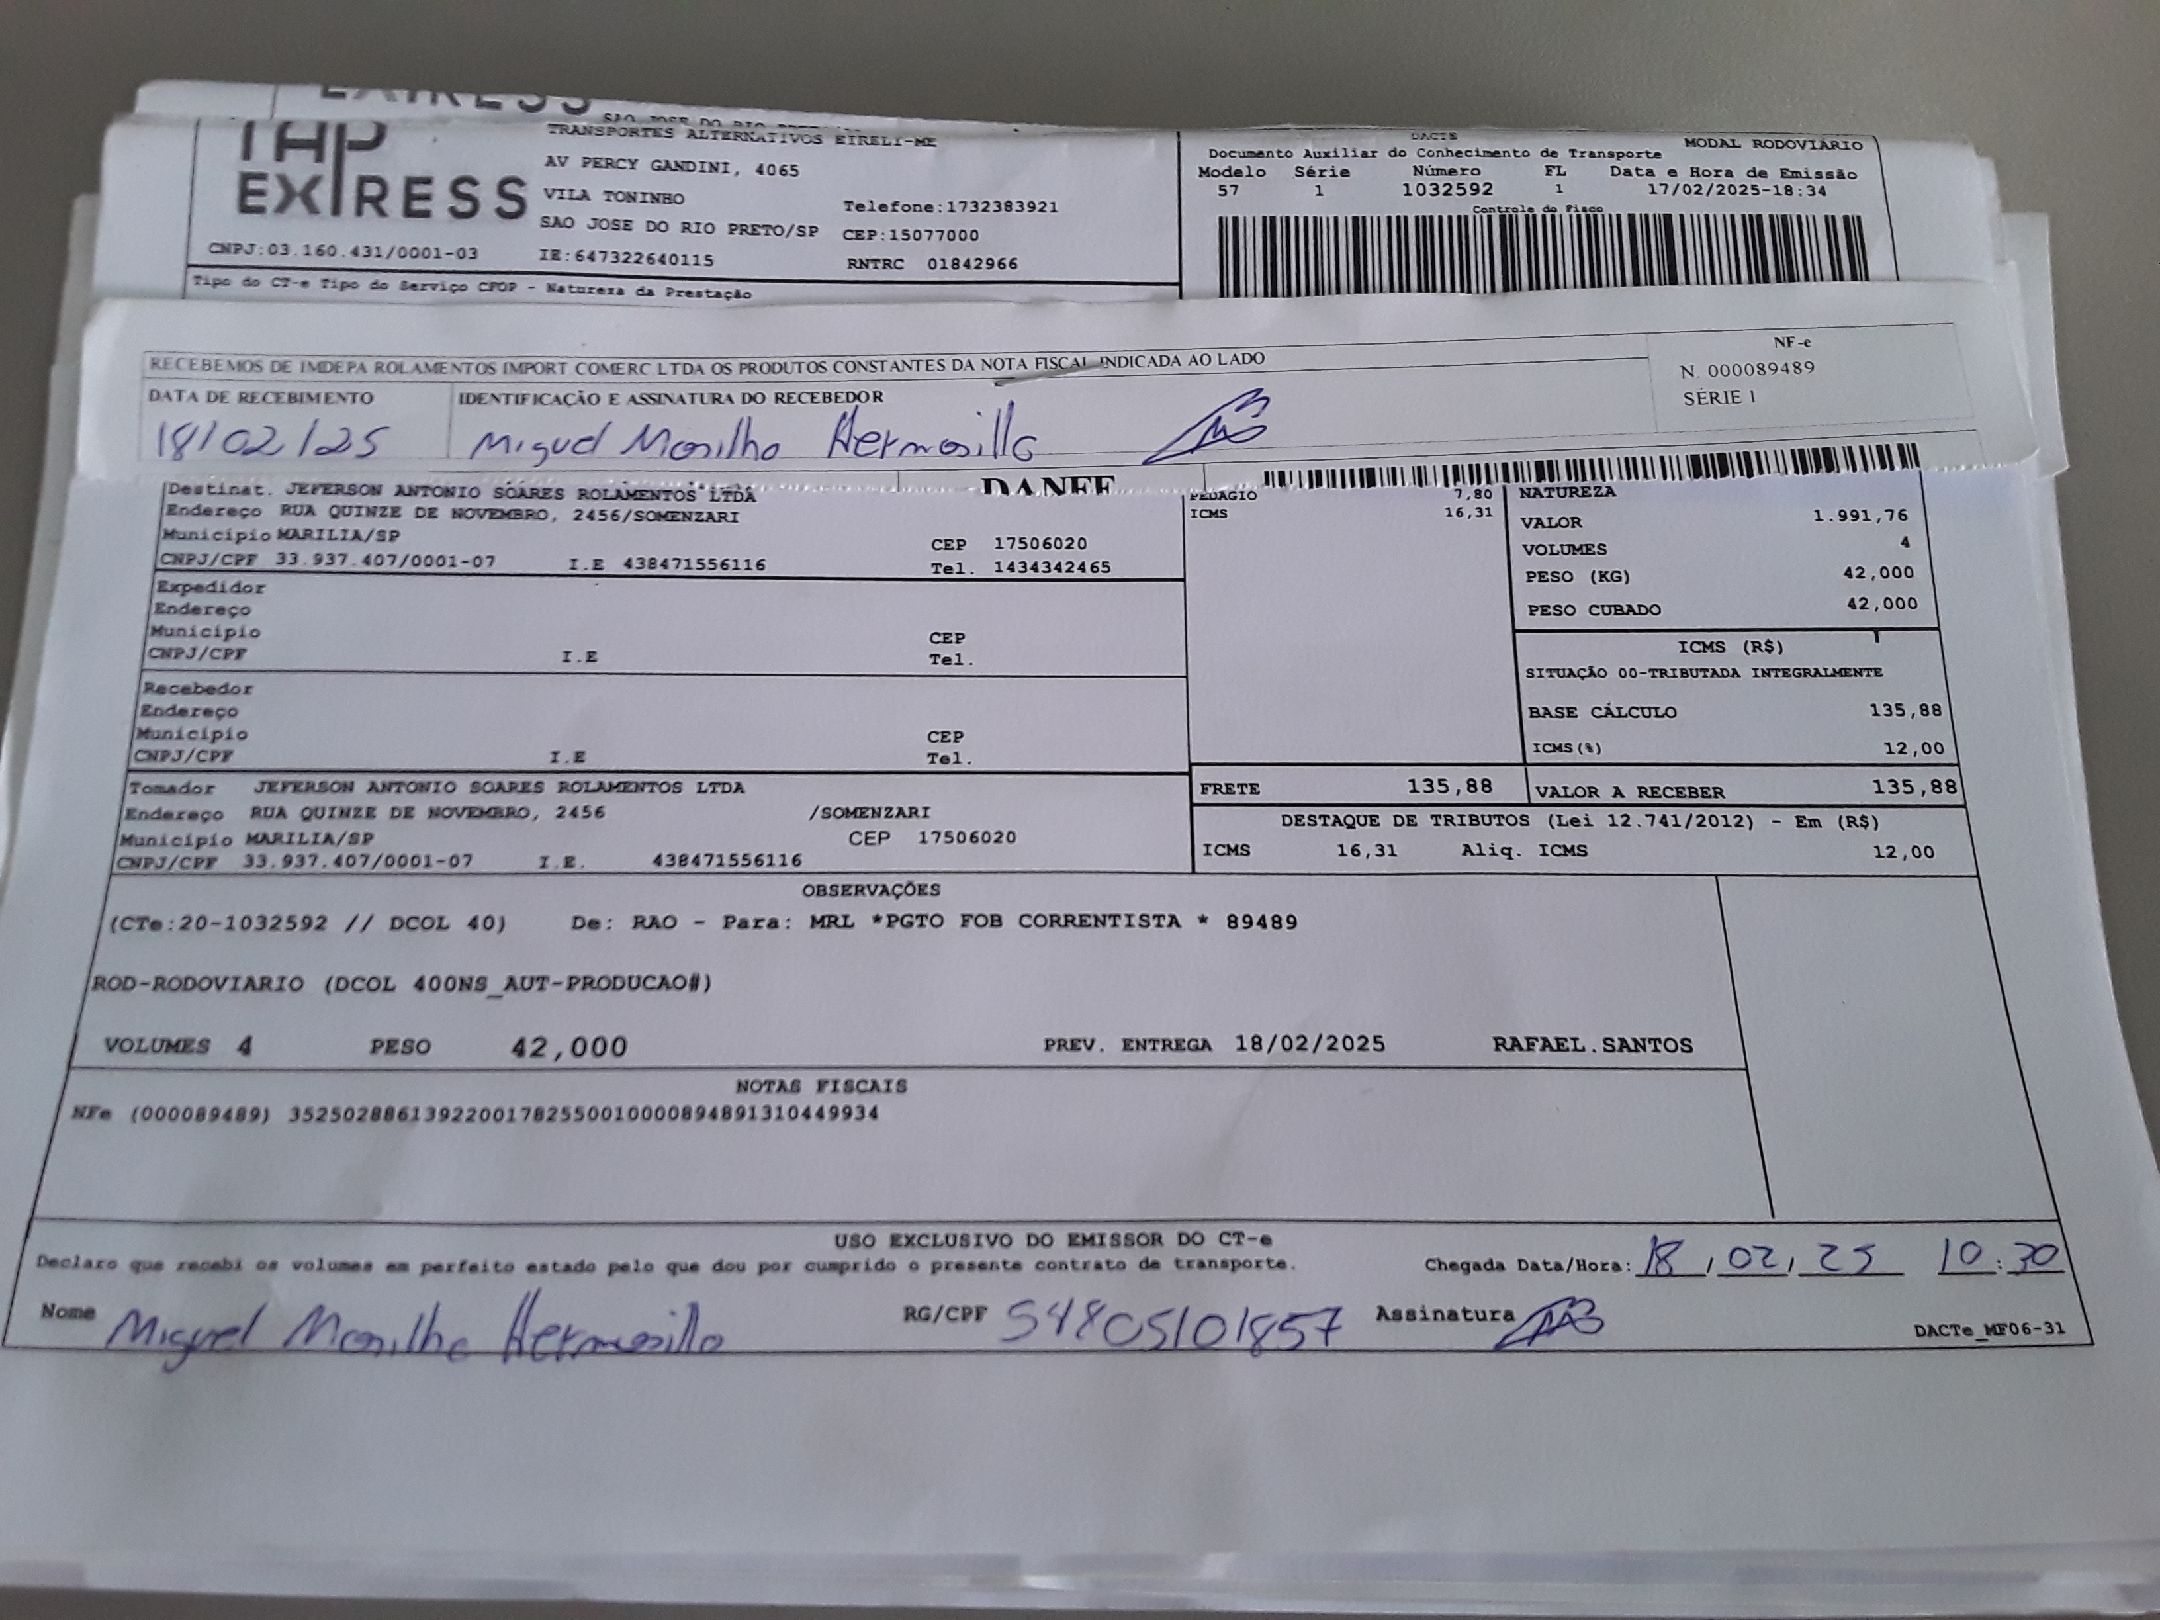 EXPRESS
SAO JOSE DO RIO
TAP
EXPRESS
TRANSPORTES ALTERNATIVOS EIRELI-ME
AV PERCY GANDINI, 4065
VILA TONINHO
Telefone:1732383921
SAO JOSE DO RIO PRETO/SP CEP:15077000
CNPJ:03.160.431/0001-03 IE:647322640115 RNTRC 01842966
Tipo do CT-e Tipo do Serviço CFOP - Natureza da Prestação
DACTE MODAL RODOVIÁRIO
Documento Auxiliar do Conhecimento de Transporte
Modelo Série Número FL Data e Hora de Emissão
57 1 1032592 1 17/02/2025-18:34
Controle do Fisco
RECEBEMOS DE IMDEPA ROLAMENTOS IMPORT COMERC LTDA OS PRODUTOS CONSTANTES DA NOTA FISCAL INDICADA AO LADO
NF-e
N. 000089489
SÉRIE 1
DATA DE RECEBIMENTO IDENTIFICAÇÃO E ASSINATURA DO RECEBEDOR
18/02/25 Miguel Monilho Hermosillo
DANFE
Destinat. JEFERSON ANTONIO SOARES ROLAMENTOS LTDA
Endereço RUA QUINZE DE NOVEMBRO, 2456/SOMENZARI
Município MARILIA/SP CEP 17506020
CNPJ/CPF 33.937.407/0001-07 I.E 438471556116 Tel. 1434342465
Expedidor
Endereço
Município CEP
CNPJ/CPF I.E Tel.
Recebedor
Endereço
Município CEP
CNPJ/CPF I.E Tel.
Tomador JEFERSON ANTONIO SOARES ROLAMENTOS LTDA
Endereço RUA QUINZE DE NOVEMBRO, 2456 /SOMENZARI
Município MARILIA/SP CEP 17506020
CNPJ/CPF 33.937.407/0001-07 I.E. 438471556116
PEDAGIO 7,80
ICMS 16,31
NATUREZA
VALOR 1.991,76
VOLUMES 4
PESO (KG) 42,000
PESO CUBADO 42,000
ICMS (R$)
SITUAÇÃO 00-TRIBUTADA INTEGRALMENTE
BASE CÁLCULO 135,88
ICMS(%) 12,00
FRETE 135,88 VALOR A RECEBER 135,88
DESTAQUE DE TRIBUTOS (Lei 12.741/2012) - Em (R$)
ICMS 16,31 Aliq. ICMS 12,00
OBSERVAÇÕES
(CTe:20-1032592 // DCOL 40) De: RAO - Para: MRL *PGTO FOB CORRENTISTA * 89489
ROD-RODOVIARIO (DCOL 400NS_AUT-PRODUCAO#)
VOLUMES 4 PESO 42,000 PREV. ENTREGA 18/02/2025 RAFAEL.SANTOS
NOTAS FISCAIS
NFe (000089489) 35250288613922001782550010000894891310449934
USO EXCLUSIVO DO EMISSOR DO CT-e
Declaro que recebi os volumes em perfeito estado pelo que dou por cumprido o presente contrato de transporte. Chegada Data/Hora: 18/02/25 10:30
Nome Miguel Monilho Hermosillo RG/CPF 54805101857 Assinatura
DACTe_MF06-31